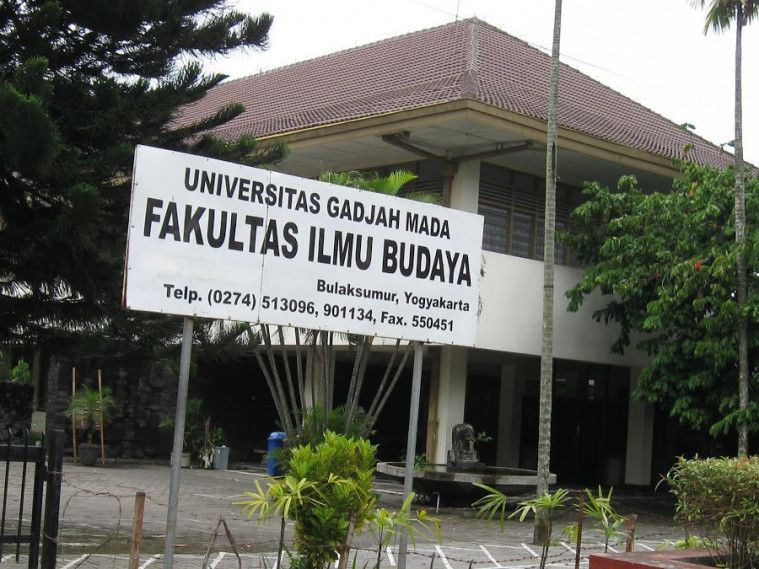 UNIVERSITAS GADJAH MADA
FAKULTAS ILMU BUDAYA
Bulaksumur, Yogyakarta
Telp. (0274) 513096, 901134, Fax. 550451